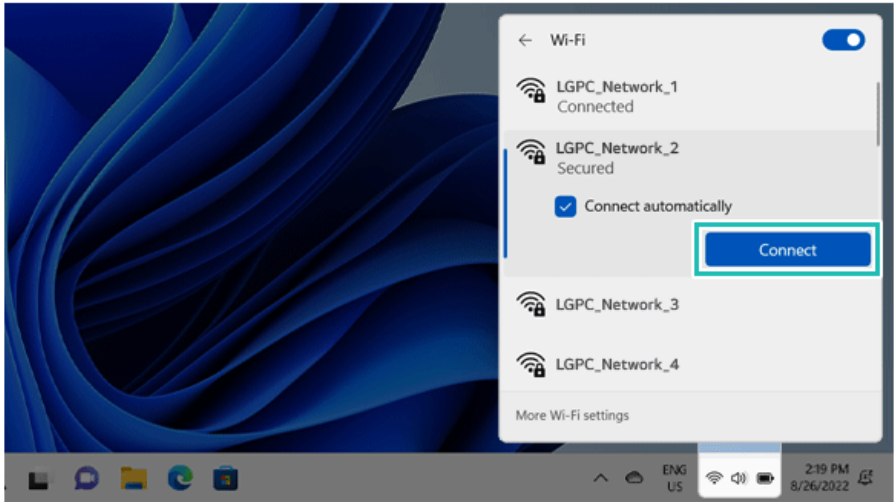 Wi-Fi
LGPC_Network_1
Connected
LGPC_Network_2
Secured
Connect automatically
Connect
LGPC_Network_3
LGPC_Network_4
More Wi-Fi settings
ENG
US
2:19 PM
8/26/2022